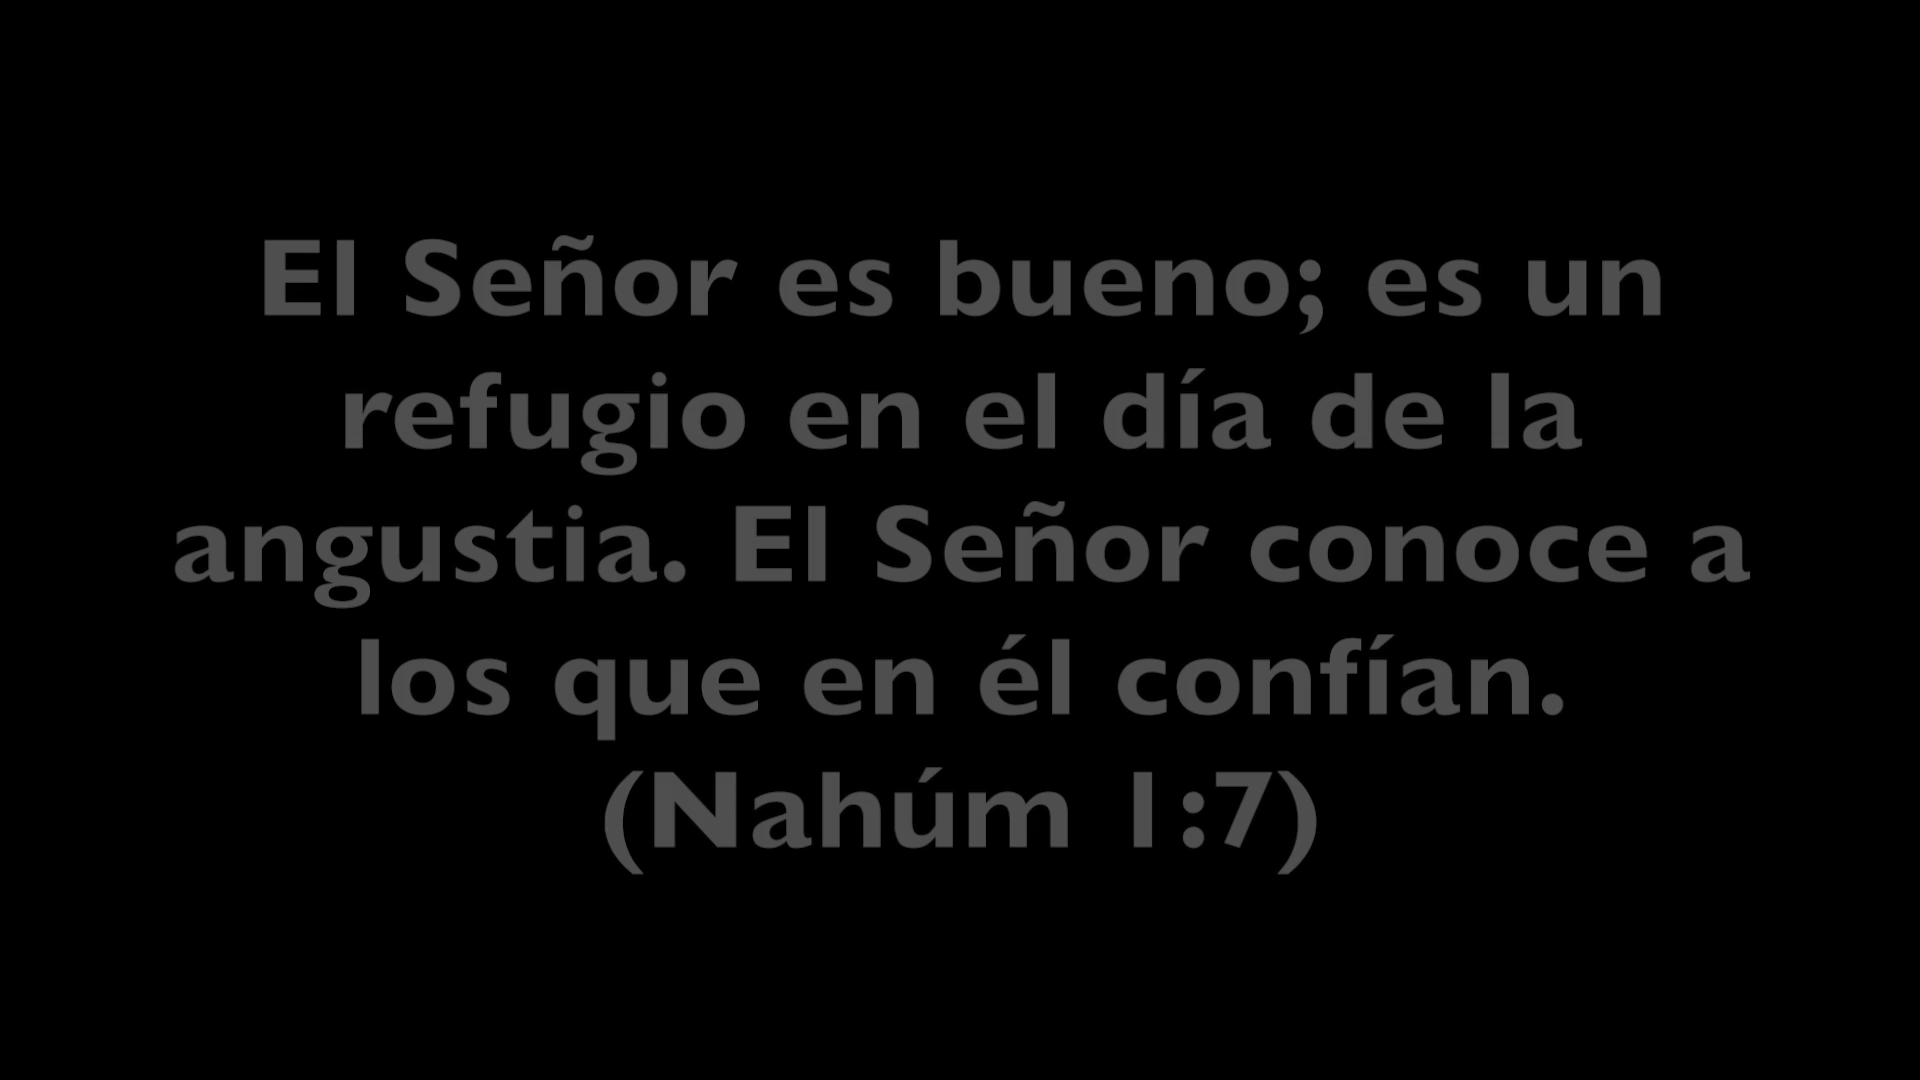 El Señor es bueno; es un
refugio en el día de la
angustia. El Señor conoce a
los que en él confían.
(Nahúm 1:7)